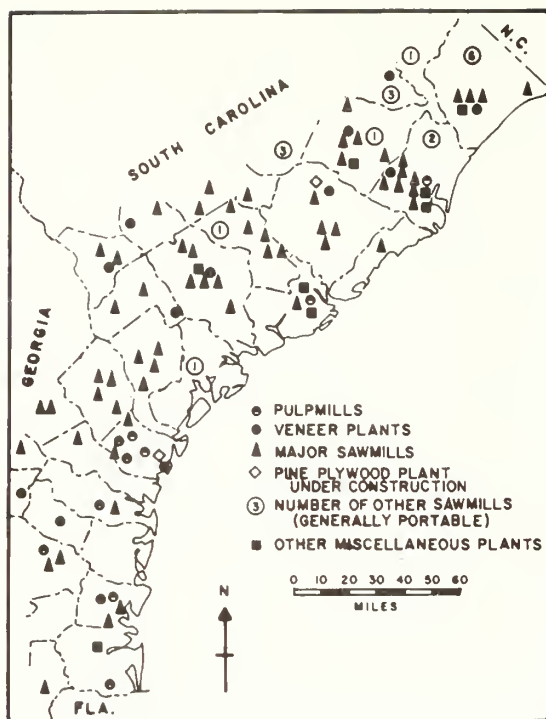 N.C.
1
6
3
SOUTH CAROLINA
3
1
2
1
GEORGIA
1
PULPMILLS
VENEER PLANTS
MAJOR SAWMILLS
PINE PLYWOOD PLANT
UNDER CONSTRUCTION
3 NUMBER OF OTHER SAWMILLS
(GENERALLY PORTABLE)
OTHER MISCELLANEOUS PLANTS
N
0 10 20 30 40 50 60
MILES
FLA.